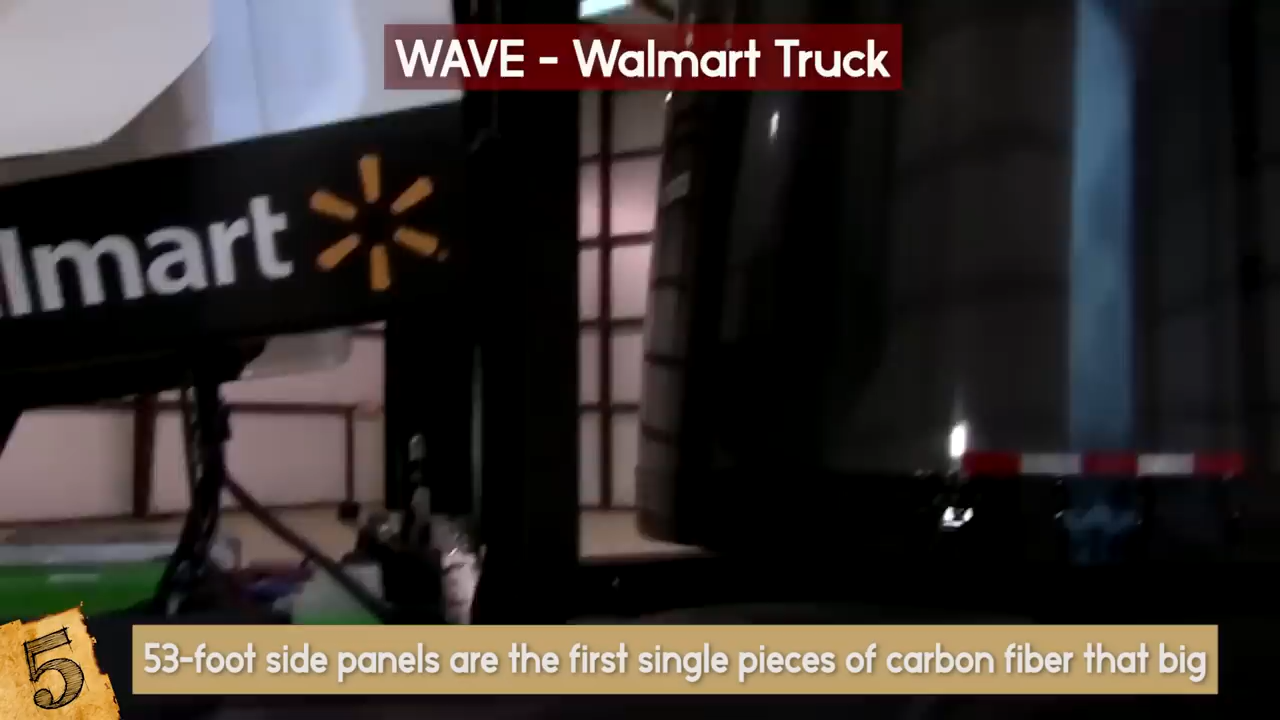 WAVE - Walmart Truck
lmart
5
53-foot side panels are the first single pieces of carbon fiber that big